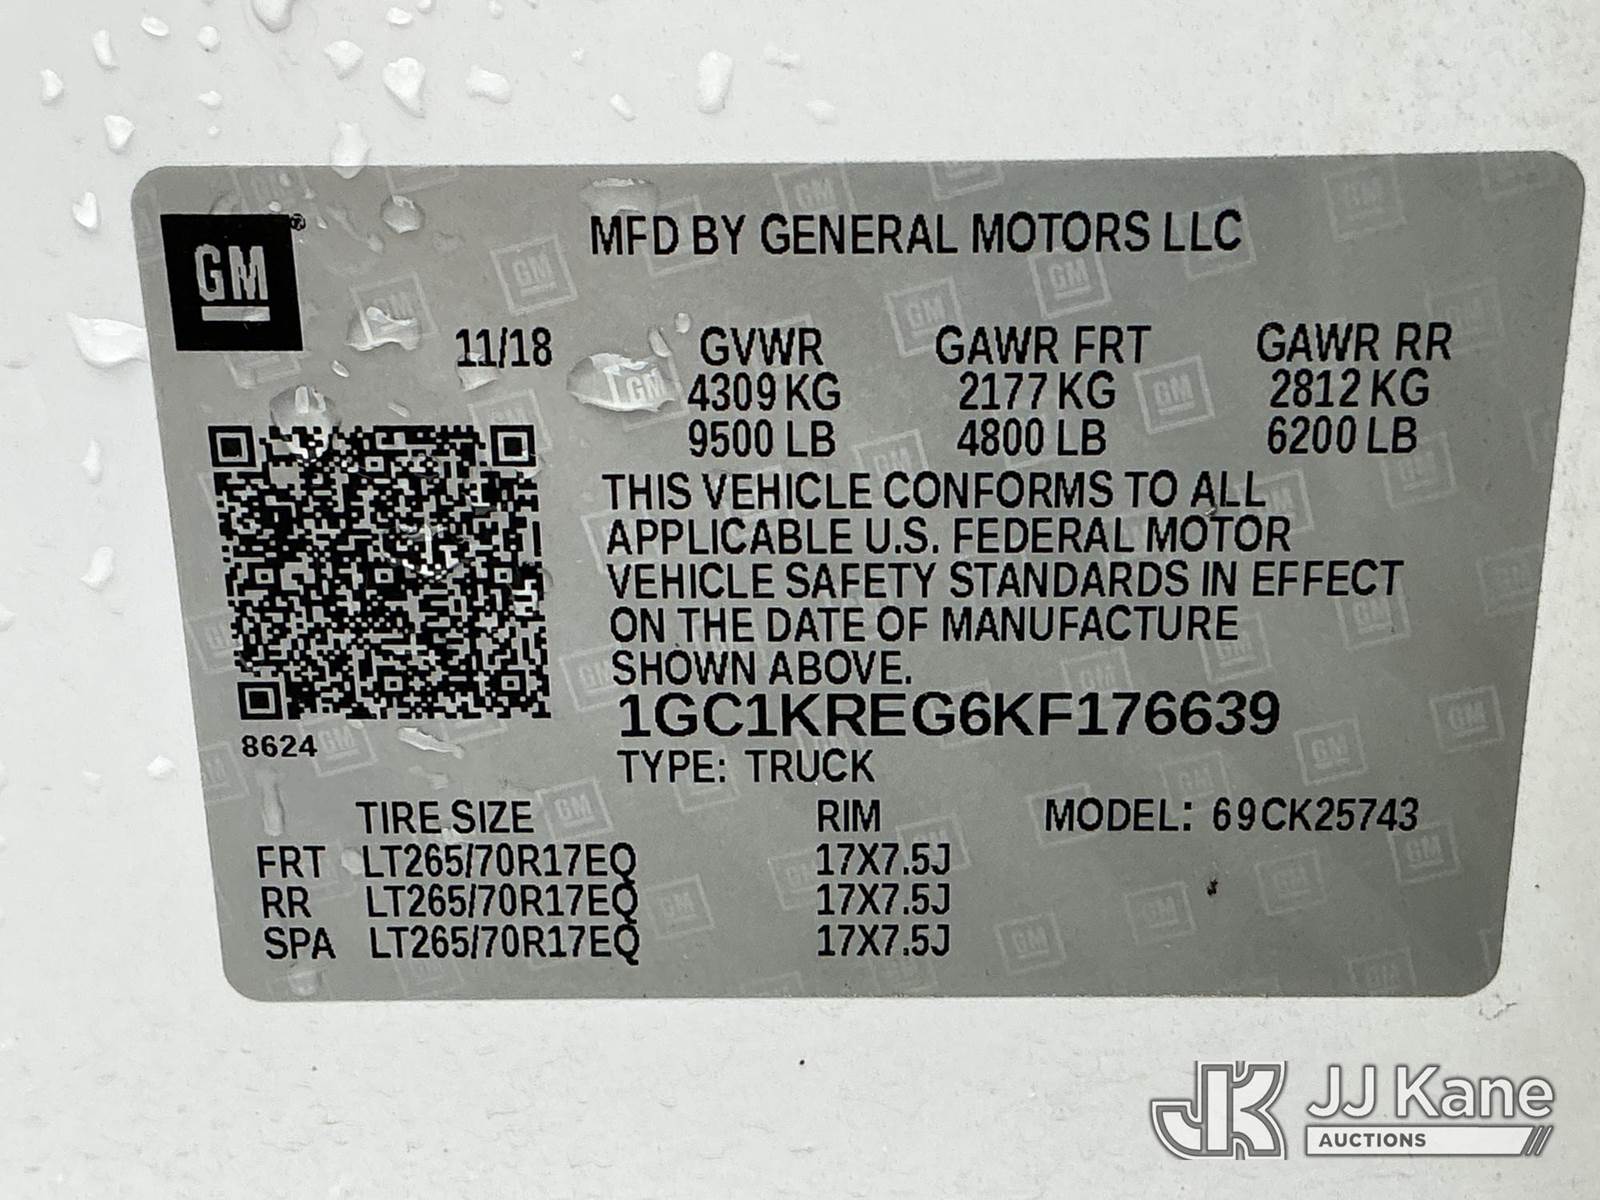 GM
MFD BY GENERAL MOTORS LLC
11/18 GVWR GAWR FRT GAWR RR
4309 KG 2177 KG 2812 KG
9500 LB 4800 LB 6200 LB
THIS VEHICLE CONFORMS TO ALL
APPLICABLE U.S. FEDERAL MOTOR
VEHICLE SAFETY STANDARDS IN EFFECT
ON THE DATE OF MANUFACTURE
SHOWN ABOVE.
1GC1KREG6KF176639
8624
TYPE: TRUCK
TIRE SIZE RIM MODEL: 69CK25743
FRT LT265/70R17EQ 17X7.5J
RR LT265/70R17EQ 17X7.5J
SPA LT265/70R17EQ 17X7.5J
JK JJ Kane
AUCTIONS